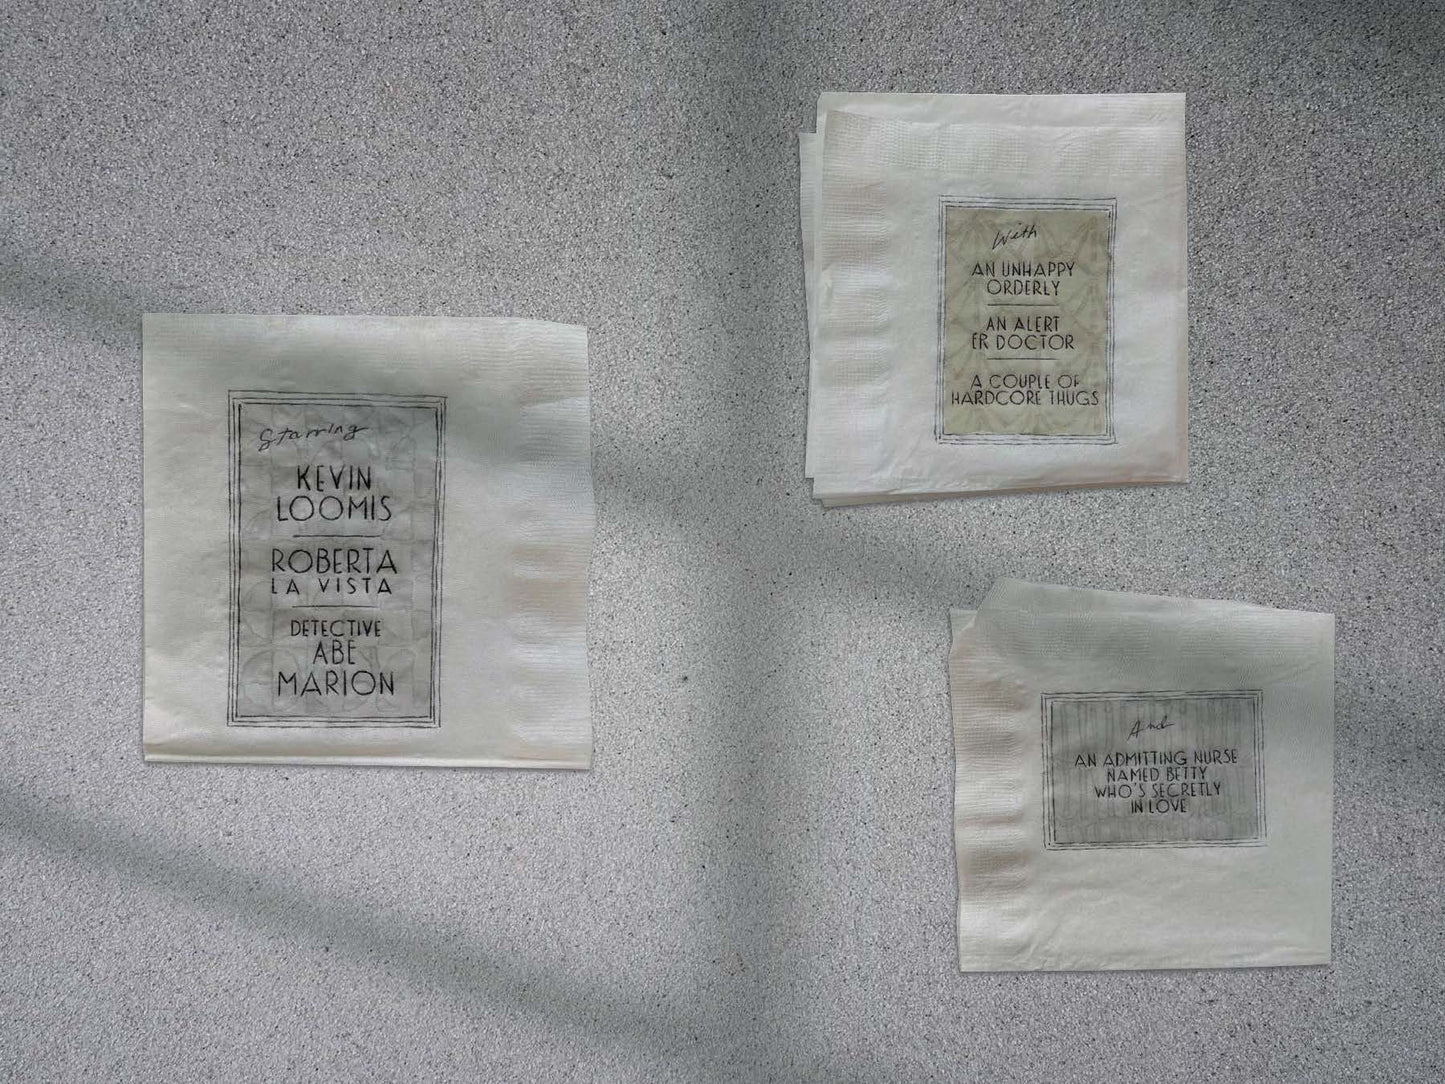 Starring
KEVIN
LOOMIS
ROBERTA
LA VISTA
DETECTIVE
ABE
MARION
With
AN UNHAPPY
ORDERLY
AN ALERT
ER DOCTOR
A COUPLE OF
HARDCORE THUGS
And
AN ADMITTING NURSE
NAMED BETTY
WHO'S SECRETLY
IN LOVE